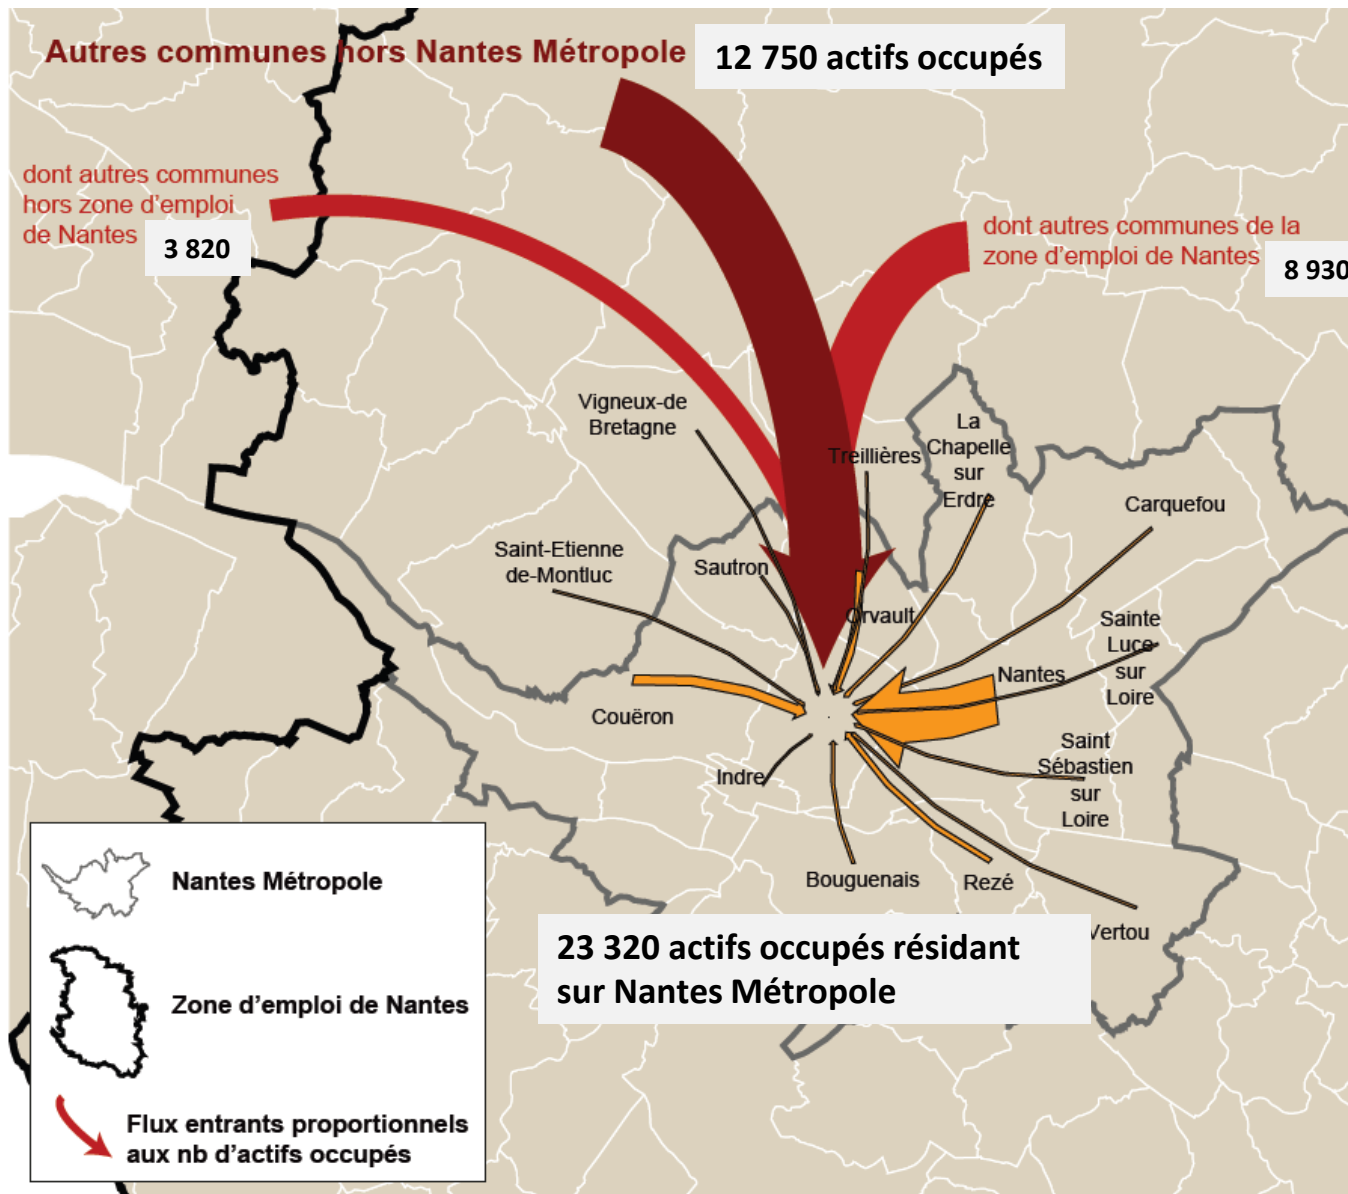 Autres communes hors Nantes Métropole
12 750 actifs occupés
dont autres communes
hors zone d'emploi
de Nantes
3 820
dont autres communes de la
zone d'emploi de Nantes
8 930
Vigneux-de
Bretagne
Treillières
La
Chapelle
sur
Erdre
Carquefou
Saint-Etienne
de-Montluc
Sautron
Orvault
Sainte
Luce
sur
Loire
Nantes
Couëron
Saint
Sébastien
sur
Loire
Indre
Bouguenais
Rezé
Vertou
23 320 actifs occupés résidant
sur Nantes Métropole
Nantes Métropole
Zone d'emploi de Nantes
Flux entrants proportionnels
aux nb d'actifs occupés